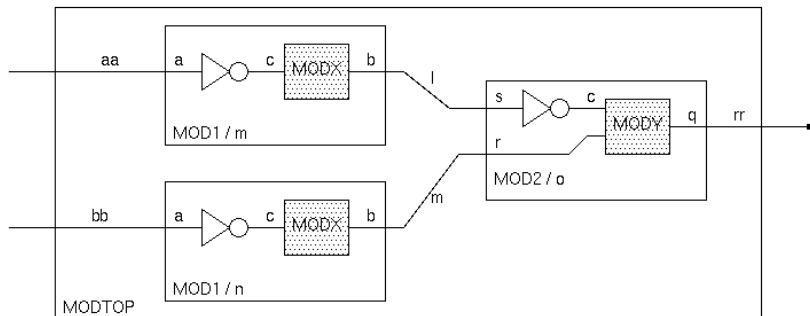 aa a c MODX b l
MOD1 / m
s c MODY q rr
r
MOD2 / o
m
bb a c MODX b
MOD1 / n
MODTOP